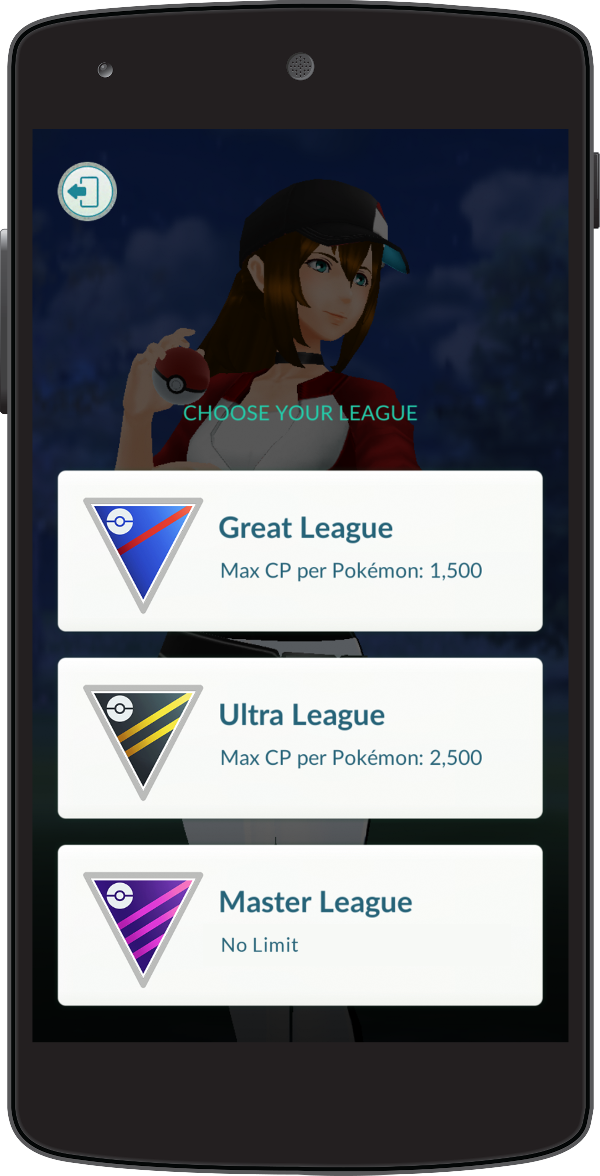 CHOOSE YOUR LEAGUE
Great League
Max CP per Pokémon: 1,500
Ultra League
Max CP per Pokémon: 2,500
Master League
No Limit